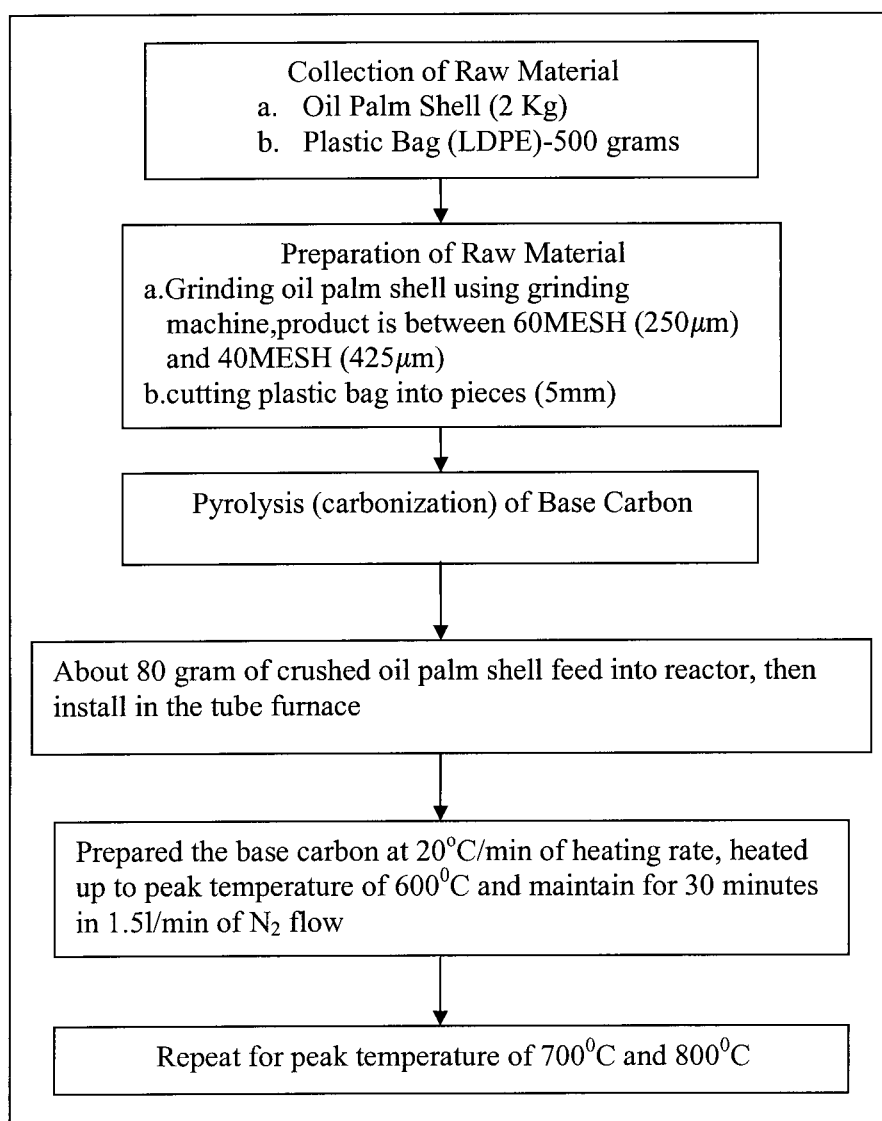 Collection of Raw Material
a. Oil Palm Shell (2 Kg)
b. Plastic Bag (LDPE)-500 grams
Preparation of Raw Material
a.Grinding oil palm shell using grinding
machine,product is between 60MESH (250μm)
and 40MESH (425μm)
b.cutting plastic bag into pieces (5mm)
Pyrolysis (carbonization) of Base Carbon
About 80 gram of crushed oil palm shell feed into reactor, then
install in the tube furnace
Prepared the base carbon at 20°C/min of heating rate, heated
up to peak temperature of 600⁰C and maintain for 30 minutes
in 1.5l/min of N₂ flow
Repeat for peak temperature of 700⁰C and 800⁰C